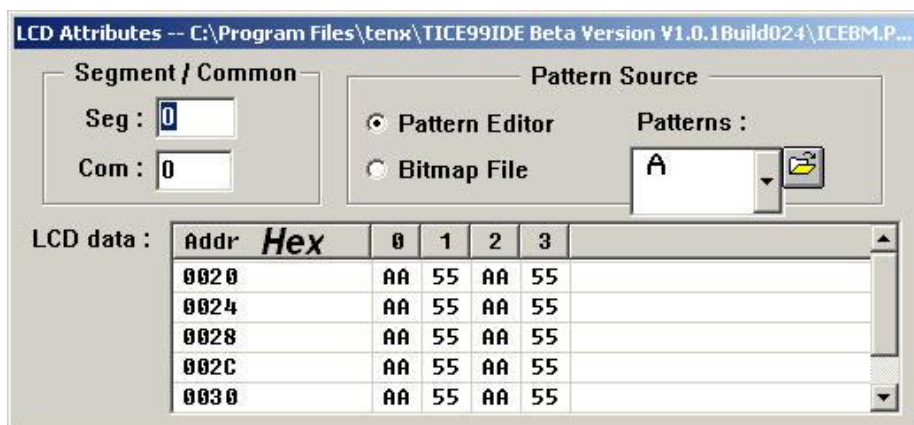 LCD Attributes -- C:\Program Files\tenx\TICE99IDE Beta Version V1.0.1Build024\ICEBM.P...
Segment / Common
Seg : 0
Com : 0
Pattern Source
Pattern Editor
Bitmap File
Patterns :
A
LCD data :
Addr Hex 0 1 2 3
0020 AA 55 AA 55
0024 AA 55 AA 55
0028 AA 55 AA 55
002C AA 55 AA 55
0030 AA 55 AA 55